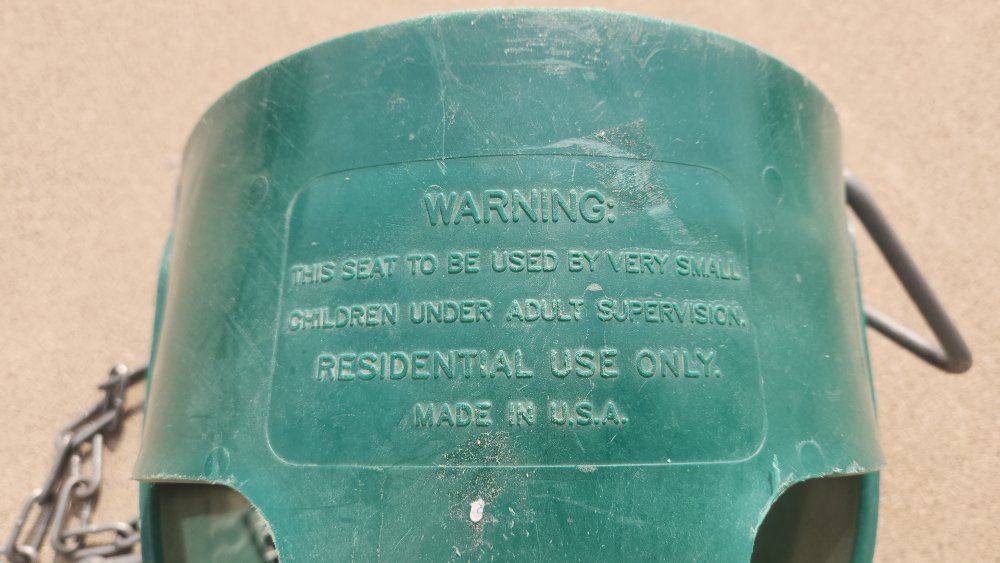 WARNING:
THIS SEAT TO BE USED BY VERY SMALL
CHILDREN UNDER ADULT SUPERVISION.
RESIDENTIAL USE ONLY.
MADE IN U.S.A.